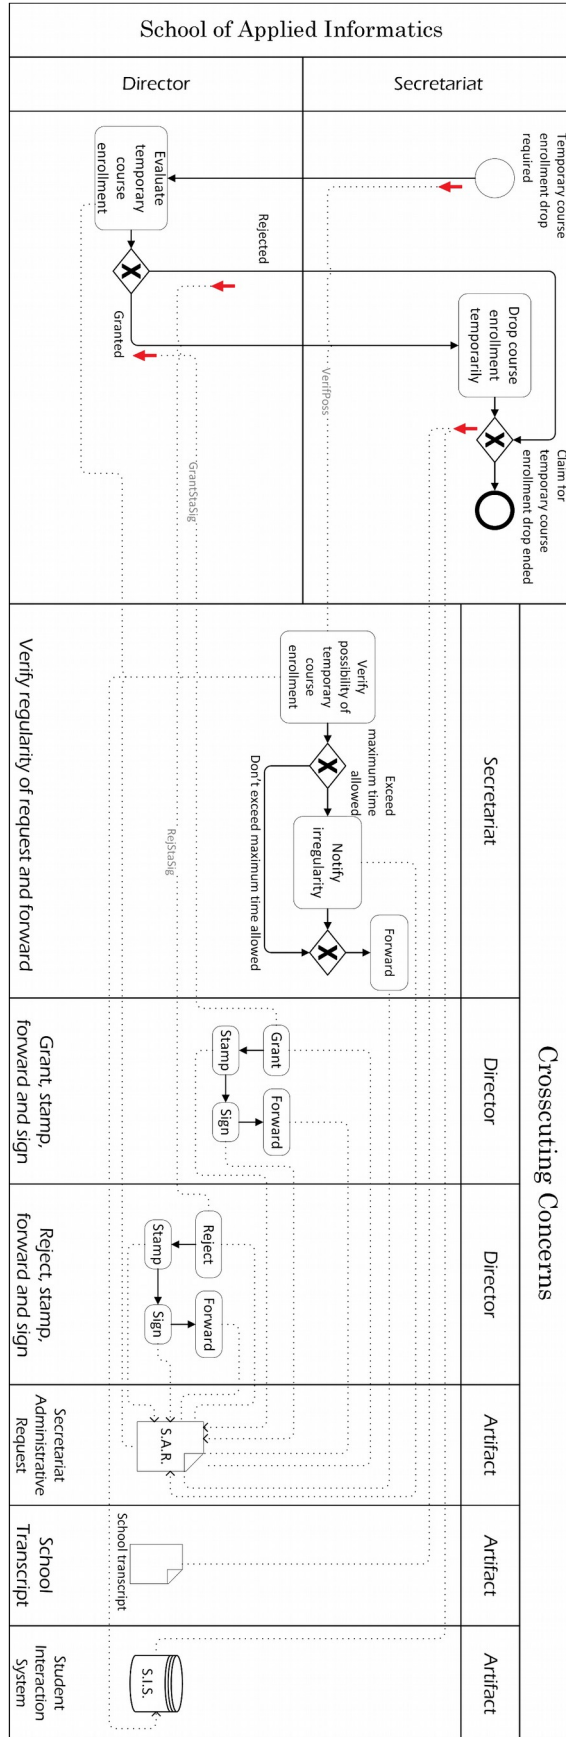 School of Applied Informatics
Director
Secretariat
Temporary course
enrollment drop
required
Evaluate
temporary
course
enrollment
Rejected
Granted
Drop course
enrollment
temporarily
Claim for
temporary course
enrollment drop ended
VerifPoss
GrantStaSig
RejStaSig
Crosscuting Concerns
Secretariat
Verify
possibility of
temporary
course
enrollment
Exceed
maximum time
allowed
Notify
irregularity
Don't exceed maximum time allowed
Forward
Verify regularity of request and forward
Director
Grant
Stamp
Sign
Forward
Grant, stamp,
forward and sign
Director
Reject
Stamp
Sign
Forward
Reject, stamp,
forward and sign
Artifact
S.A.R.
Secretariat
Administrative
Request
Artifact
School transcript
School
Transcript
Artifact
S.I.S.
Student
Interaction
System